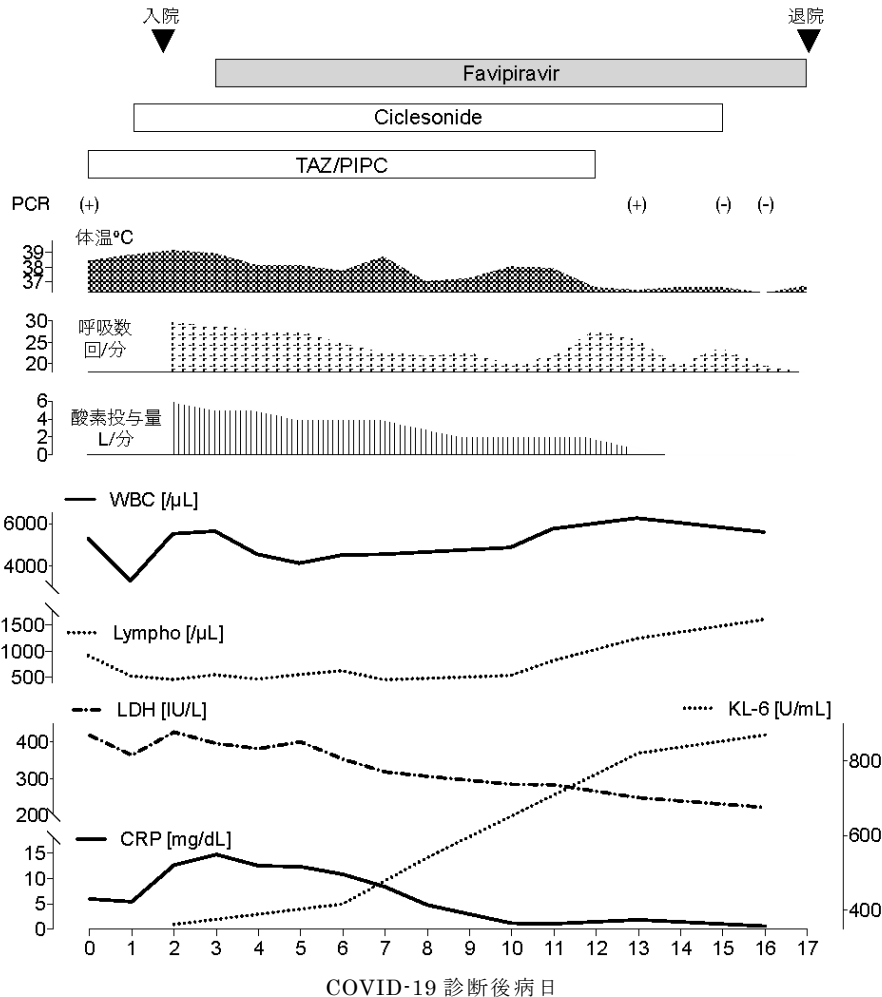 入院 退院
Favipiravir
Ciclesonide
TAZ/PIPC
PCR (+) (+) (-) (-)
体温ºC
39
38
37
呼吸数
回/分
30
25
20
酸素投与量
L/分
6
4
2
0
WBC [/µL]
6000
4000
Lympho [/µL]
1500
1000
500
LDH [IU/L] KL-6 [U/mL]
400
300
200
800
600
400
CRP [mg/dL]
15
10
5
0
0 1 2 3 4 5 6 7 8 9 10 11 12 13 14 15 16 17
COVID-19 診断後病日